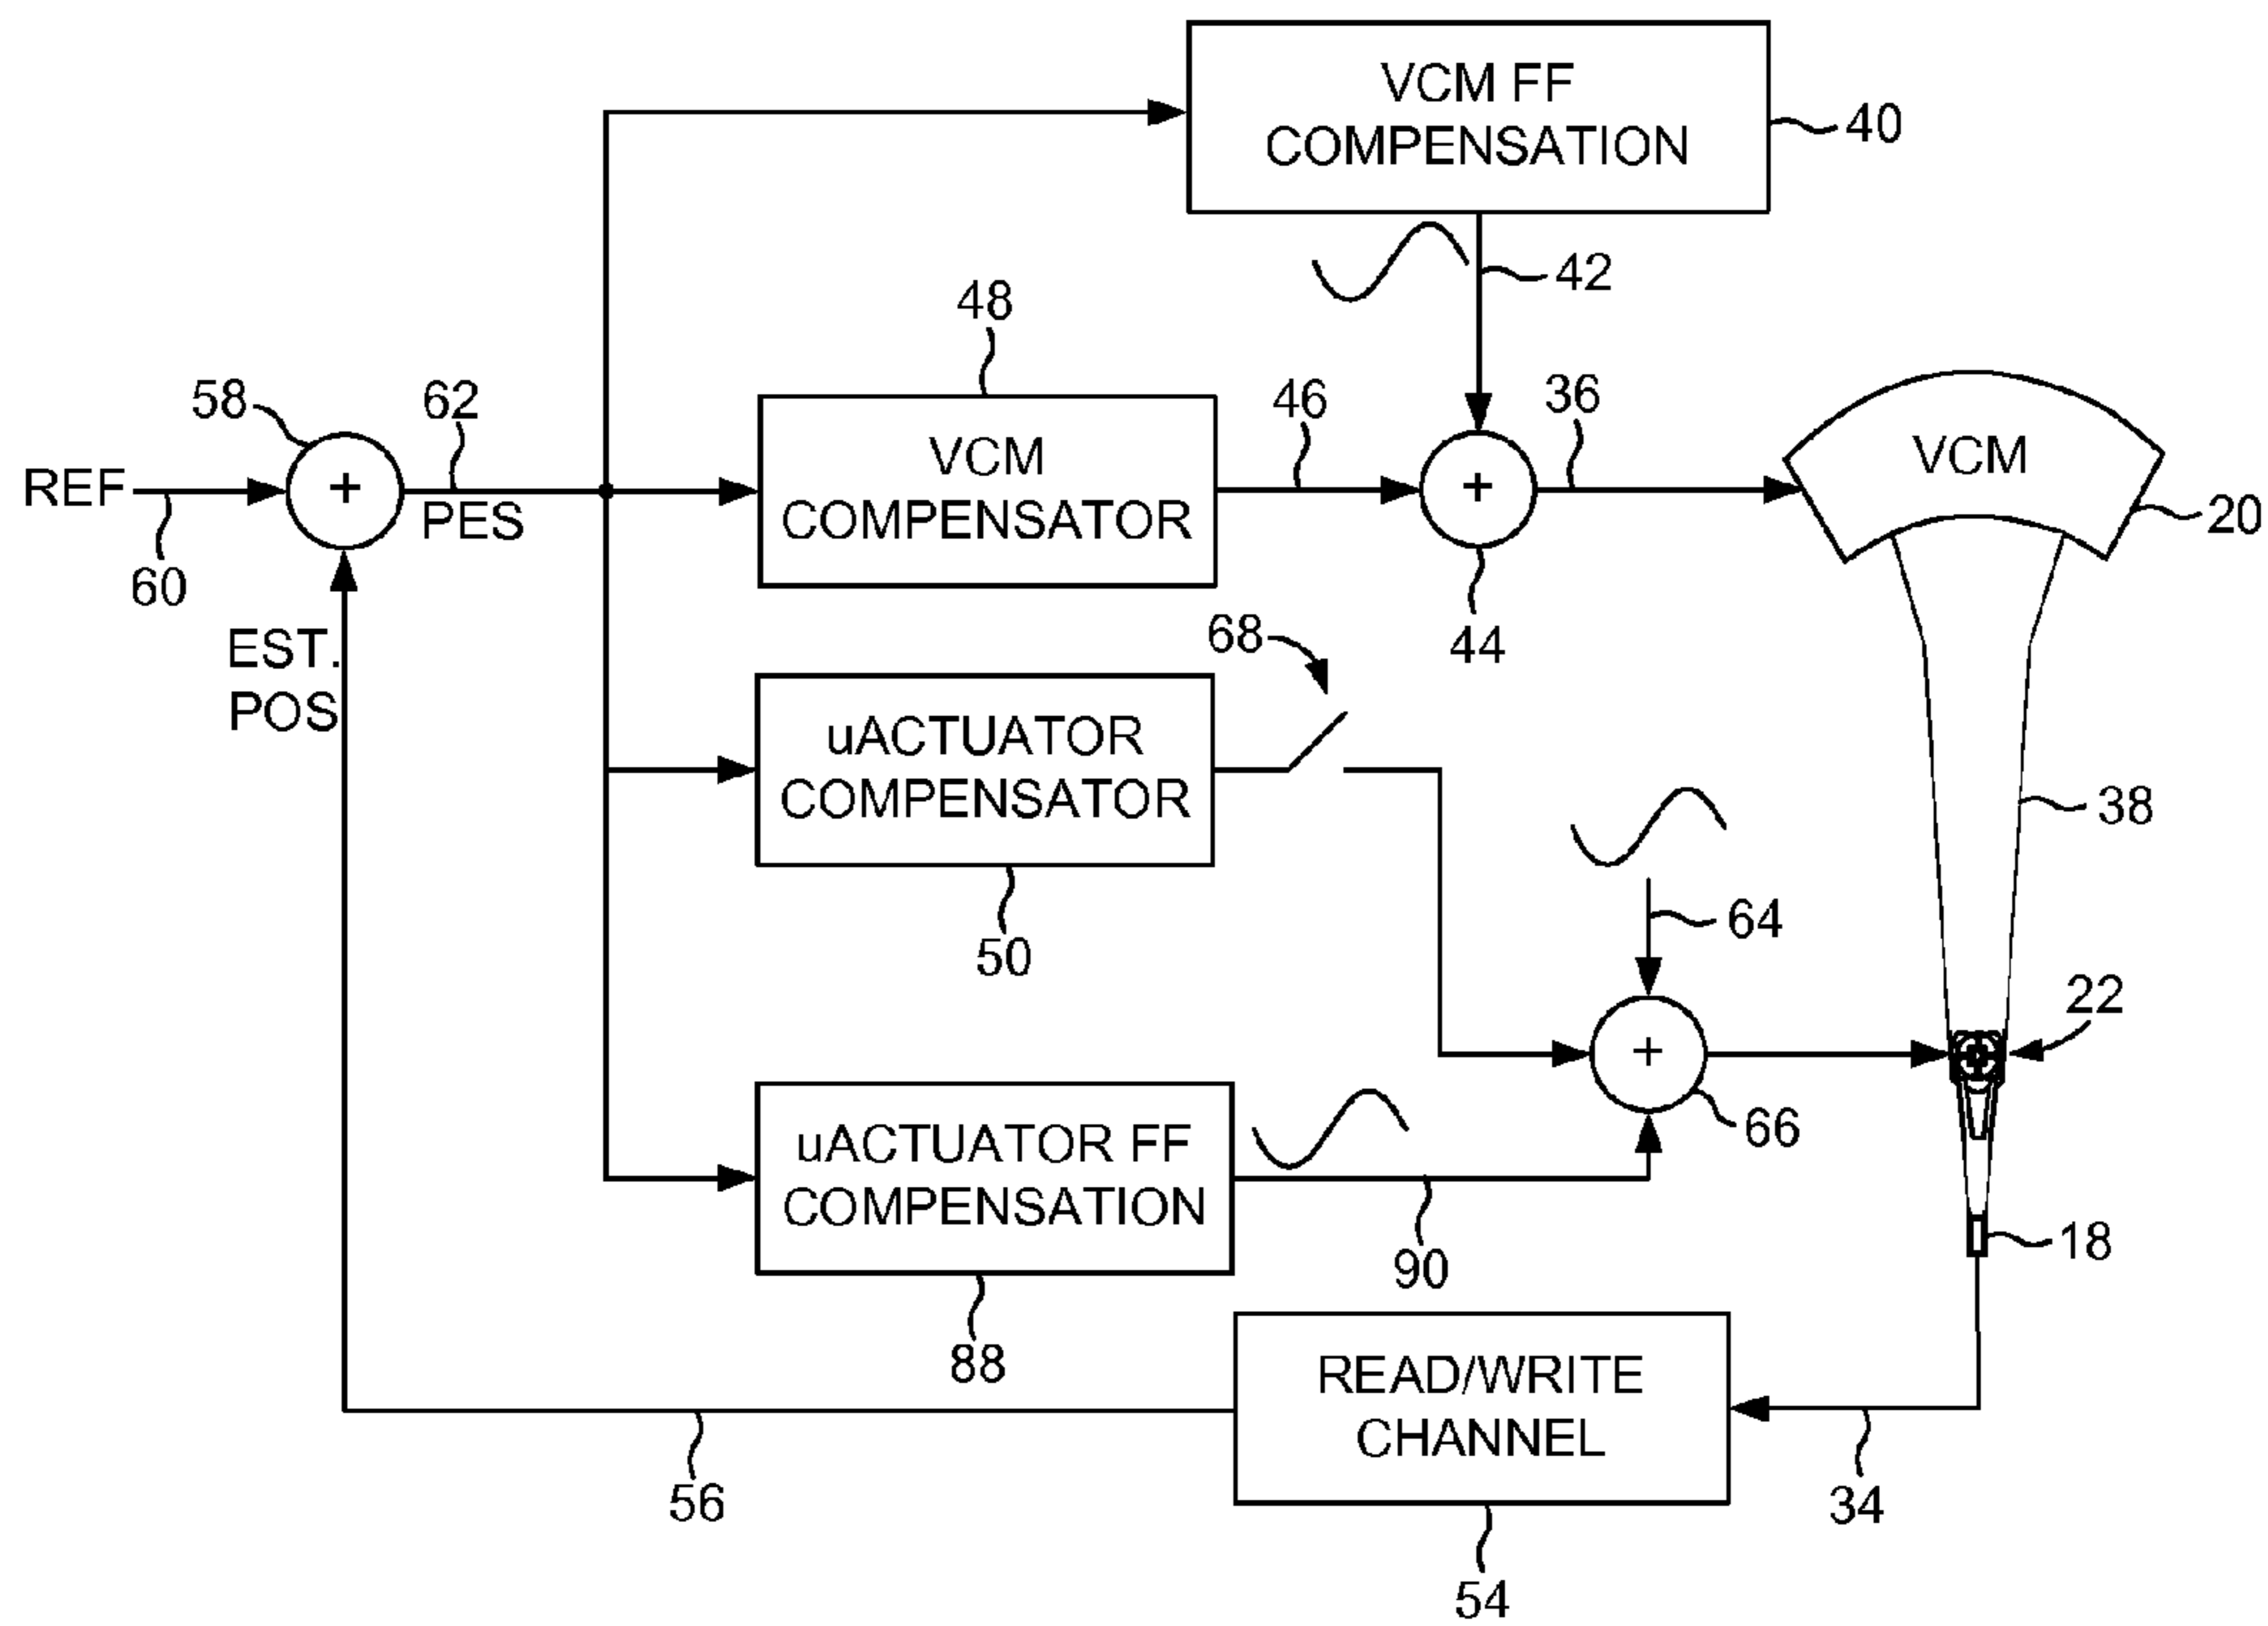 VCM FF
COMPENSATION
40
42
48
58
62
46
36
VCM
REF
+
VCM
COMPENSATOR
+
PES
20
60
44
68
EST.
POS
uACTUATOR
COMPENSATOR
38
64
50
22
+
66
uACTUATOR FF
COMPENSATION
90
18
88
READ/WRITE
CHANNEL
56
34
54